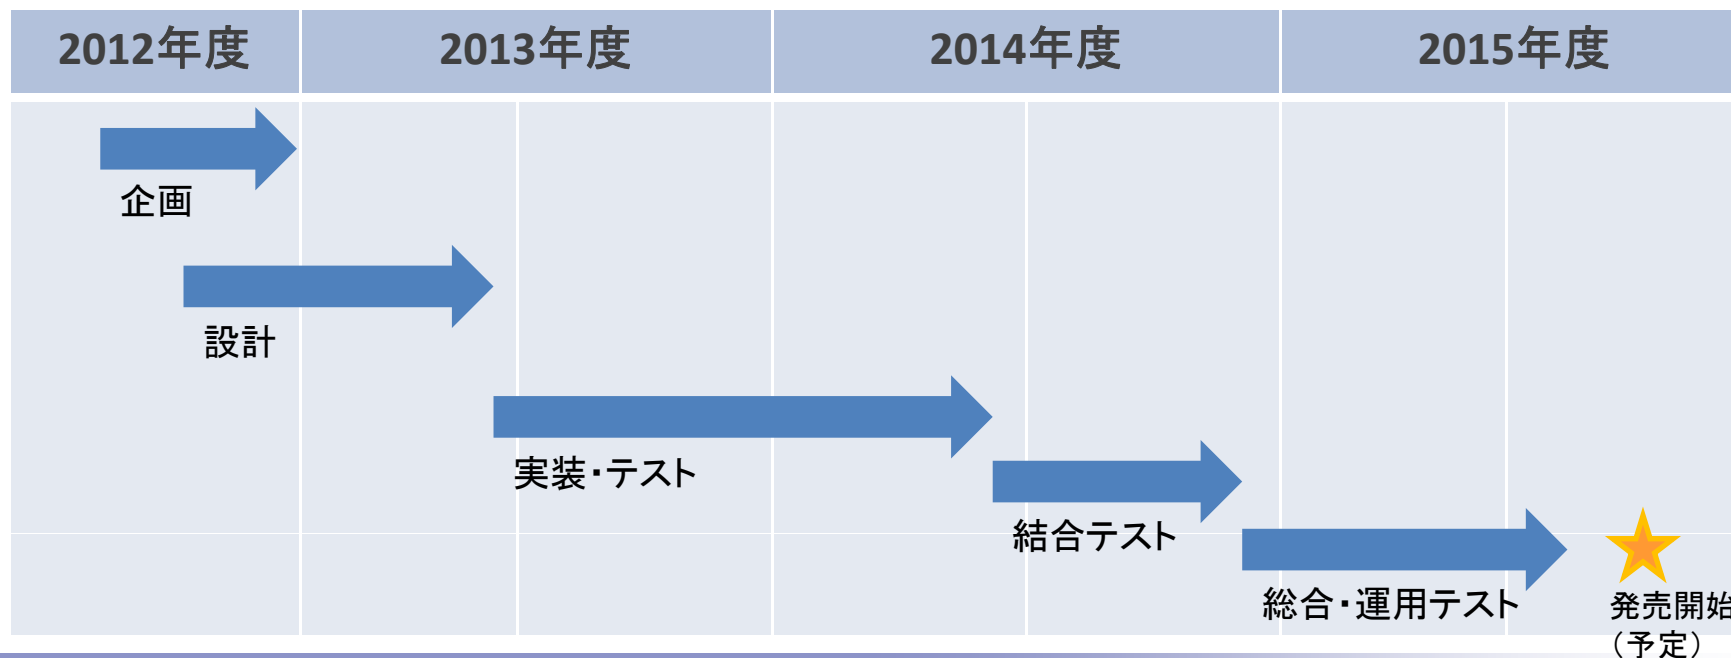 2012年度
2013年度
2014年度
2015年度
企画
設計
実装・テスト
結合テスト
総合・運用テスト
発売開始
（予定）